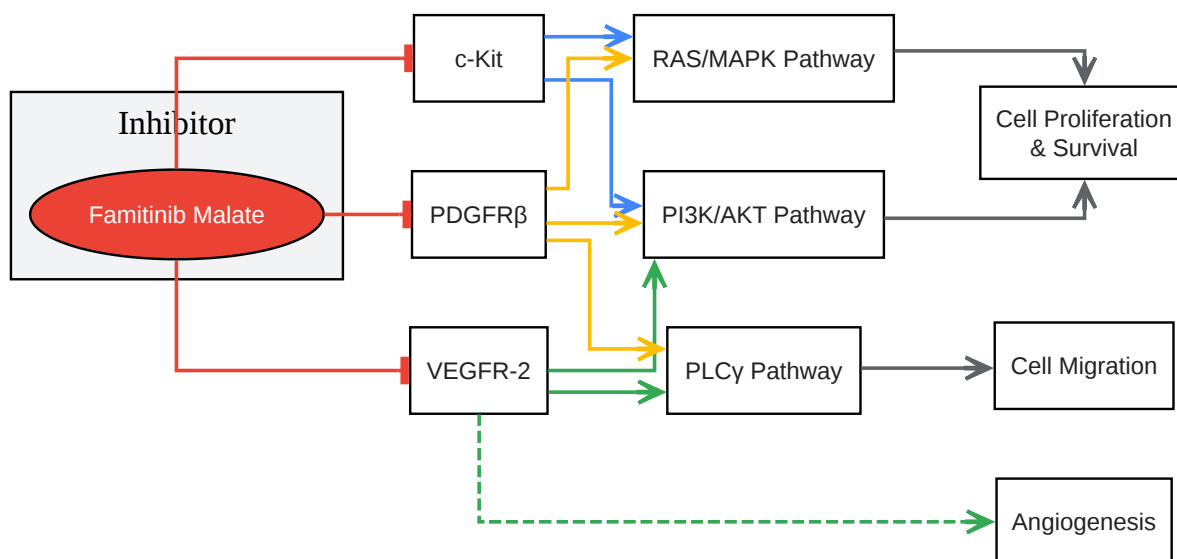 c-Kit
RAS/MAPK Pathway
Cell Proliferation
& Survival
Inhibitor
Famitinib Malate
PDGFRβ
PI3K/AKT Pathway
VEGFR-2
PLCγ Pathway
Cell Migration
Angiogenesis